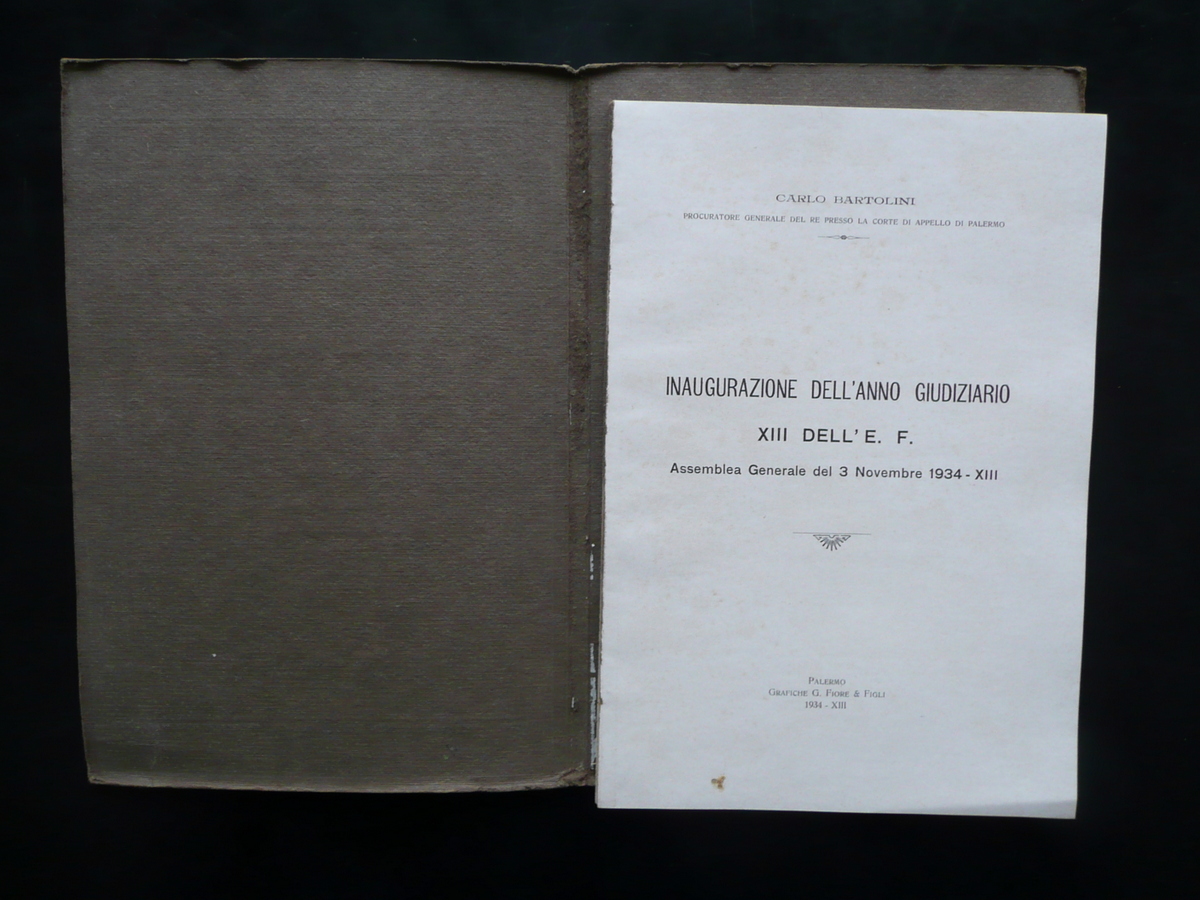 CARLO BARTOLINI
PROCURATORE GENERALE DEL RE PRESSO LA CORTE DI APPELLO DI PALERMO
INAUGURAZIONE DELL'ANNO GIUDIZIARIO
XIII DELL'E. F.
Assemblea Generale del 3 Novembre 1934 - XIII
PALERMO
GRAFICHE G. FIORE & FIGLI
1934 - XIII